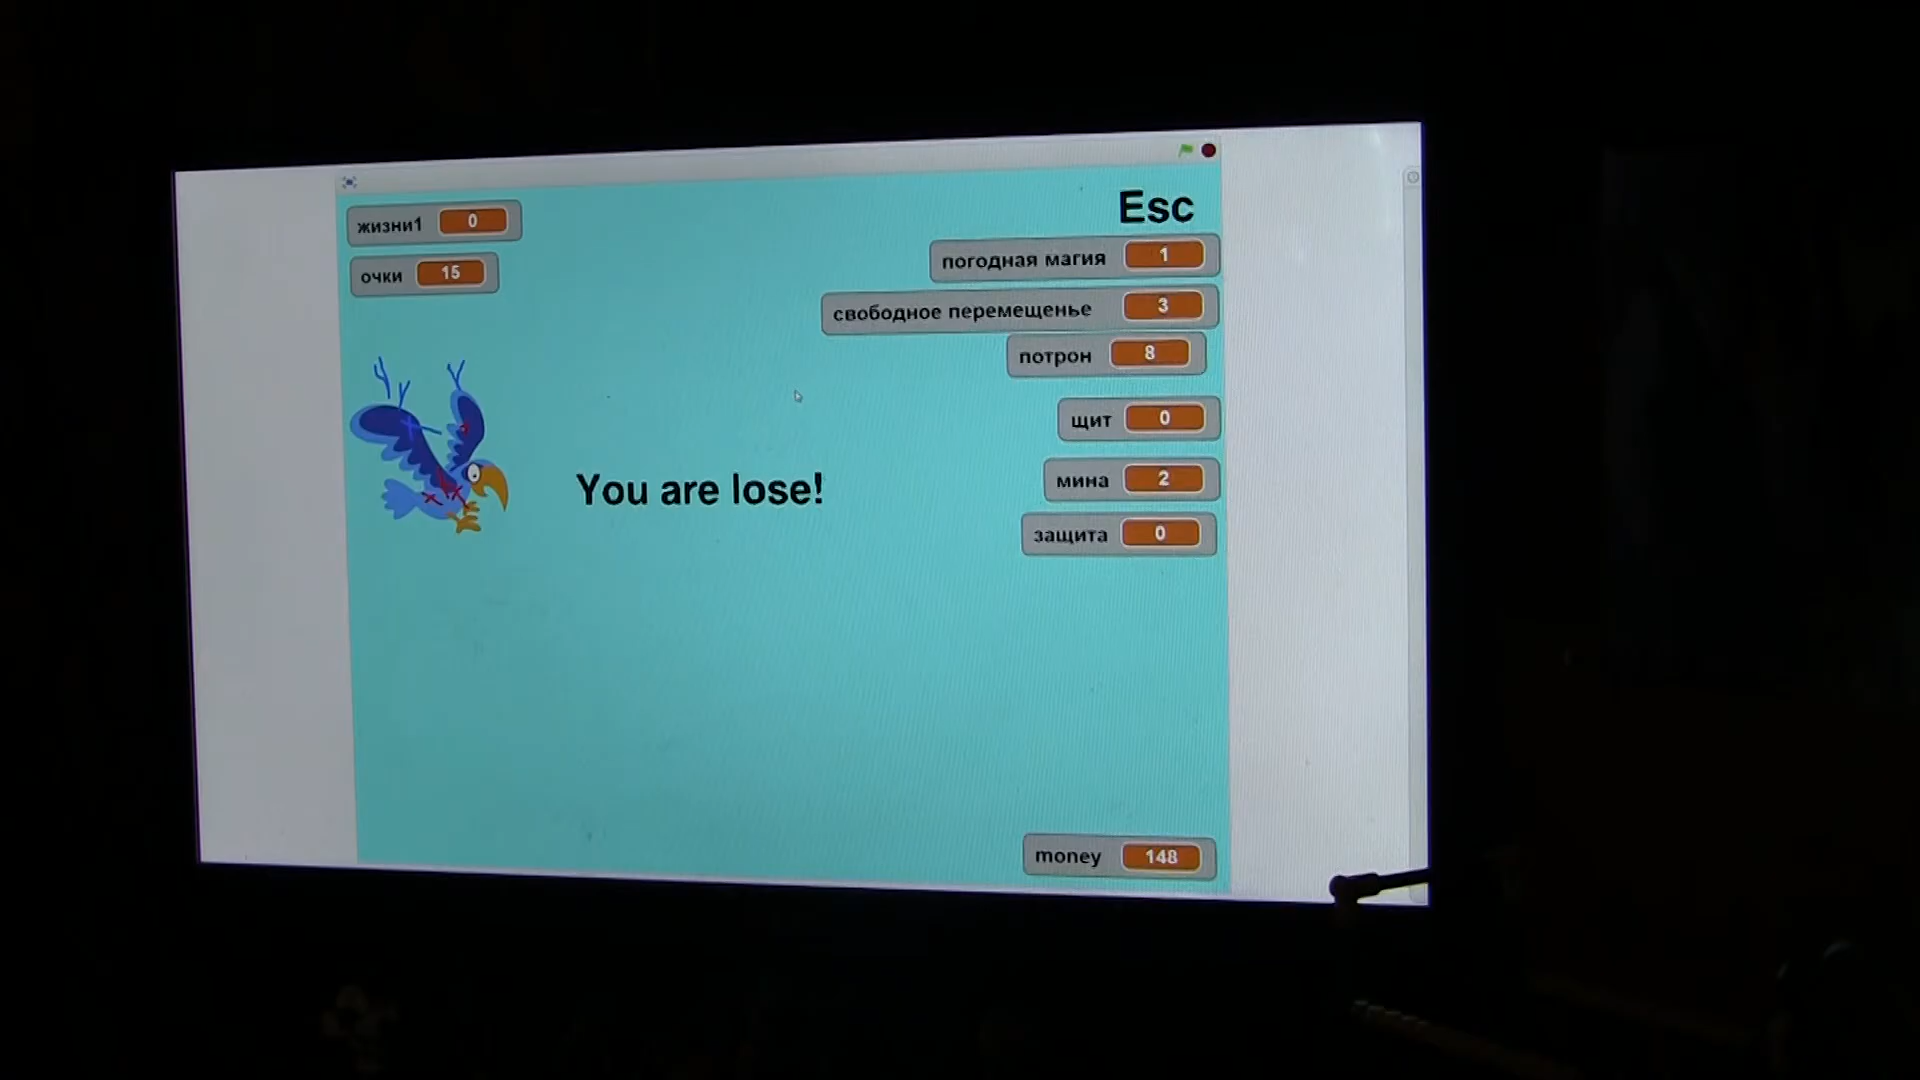 Esc
жизни1 0
очки 15
погодная магия 1
свободное перемещенье 3
потрон 8
щит 0
мина 2
защита 0
You are lose!
money 148